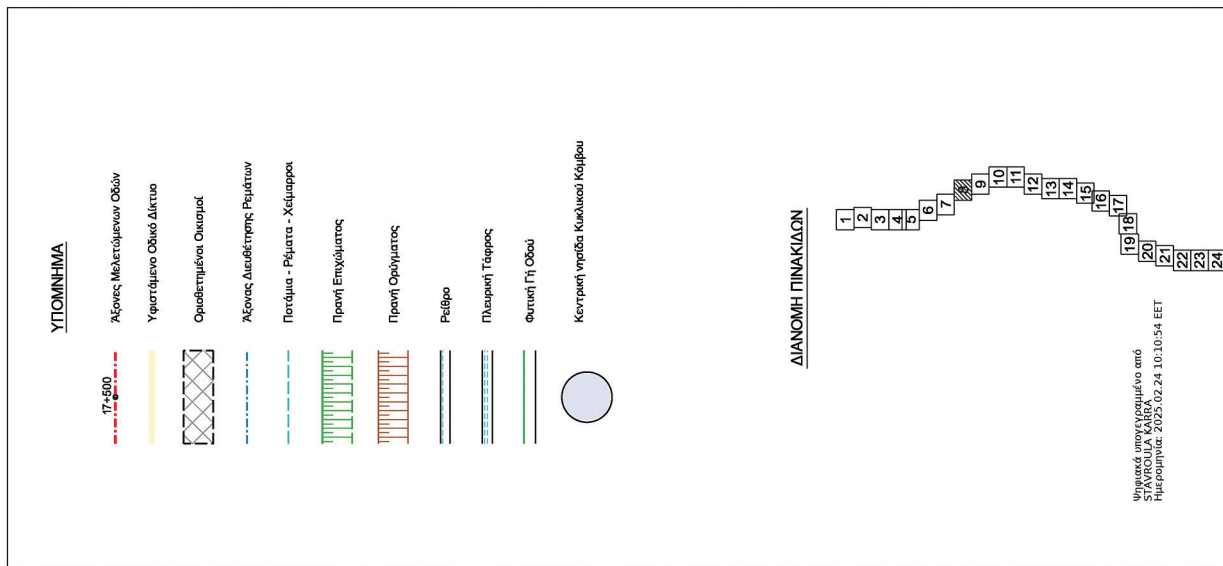 ΥΠΟΜΝΗΜΑ
17+500
Άξονες Μελετώμενων Οδών
Υφιστάμενο Οδικό Δίκτυο
Οριοθετημένοι Οικισμοί
Άξονας Διευθέτησης Ρεμάτων
Ποτάμια - Ρέματα - Χείμαρροι
Πρανή Επιχώματος
Πρανή Ορύγματος
Ρείθρο
Πλευρική Τάφρος
Φυτική Γή Οδού
Κεντρική νησίδα Κυκλικού Κόμβου
ΔΙΑΝΟΜΗ ΠΙΝΑΚΙΔΩΝ
1
2
3
4
5
6
7
8
9
10
11
12
13
14
15
16
17
18
19
20
21
22
23
24
Ψηφιακά υπογεγραμμένο από
STAVROULA KARRA
Ημερομηνία: 2025.02.24 10:10:54 EET